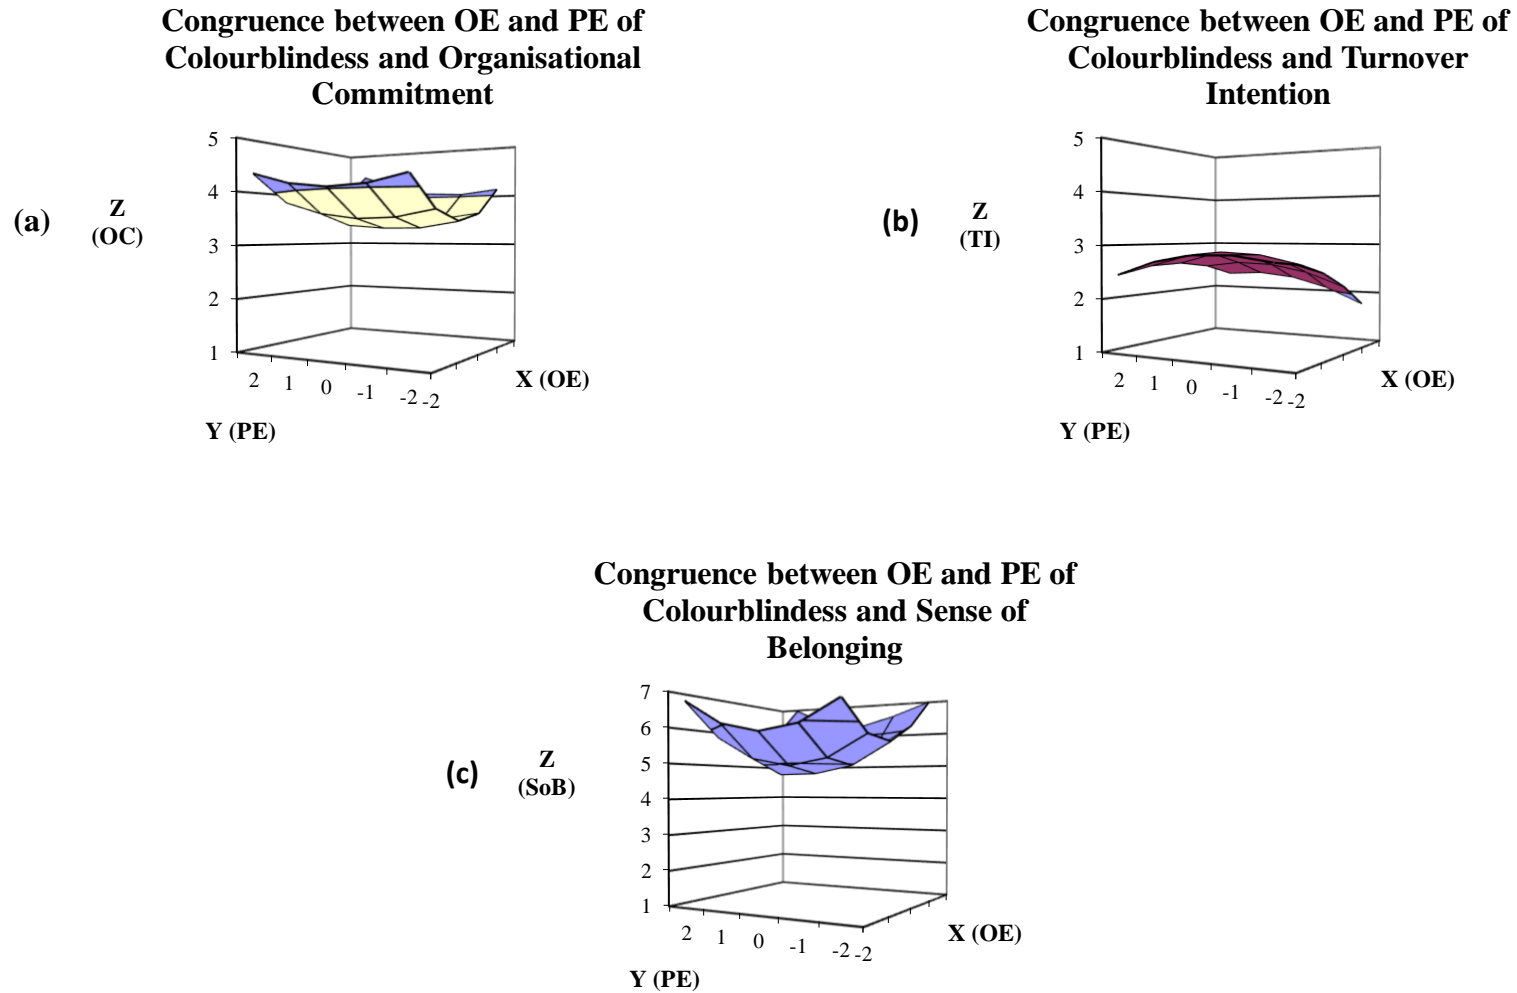 Congruence between OE and PE of
Colourblindess and Organisational
Commitment
5
4
3
2
1
(a)
Z
(OC)
2
1
0
-1
-2
-2
X (OE)
Y (PE)
Congruence between OE and PE of
Colourblindess and Turnover
Intention
5
4
3
2
1
(b)
Z
(TI)
2
1
0
-1
-2
-2
X (OE)
Y (PE)
Congruence between OE and PE of
Colourblindess and Sense of
Belonging
7
6
5
4
3
2
1
(c)
Z
(SoB)
2
1
0
-1
-2
-2
X (OE)
Y (PE)